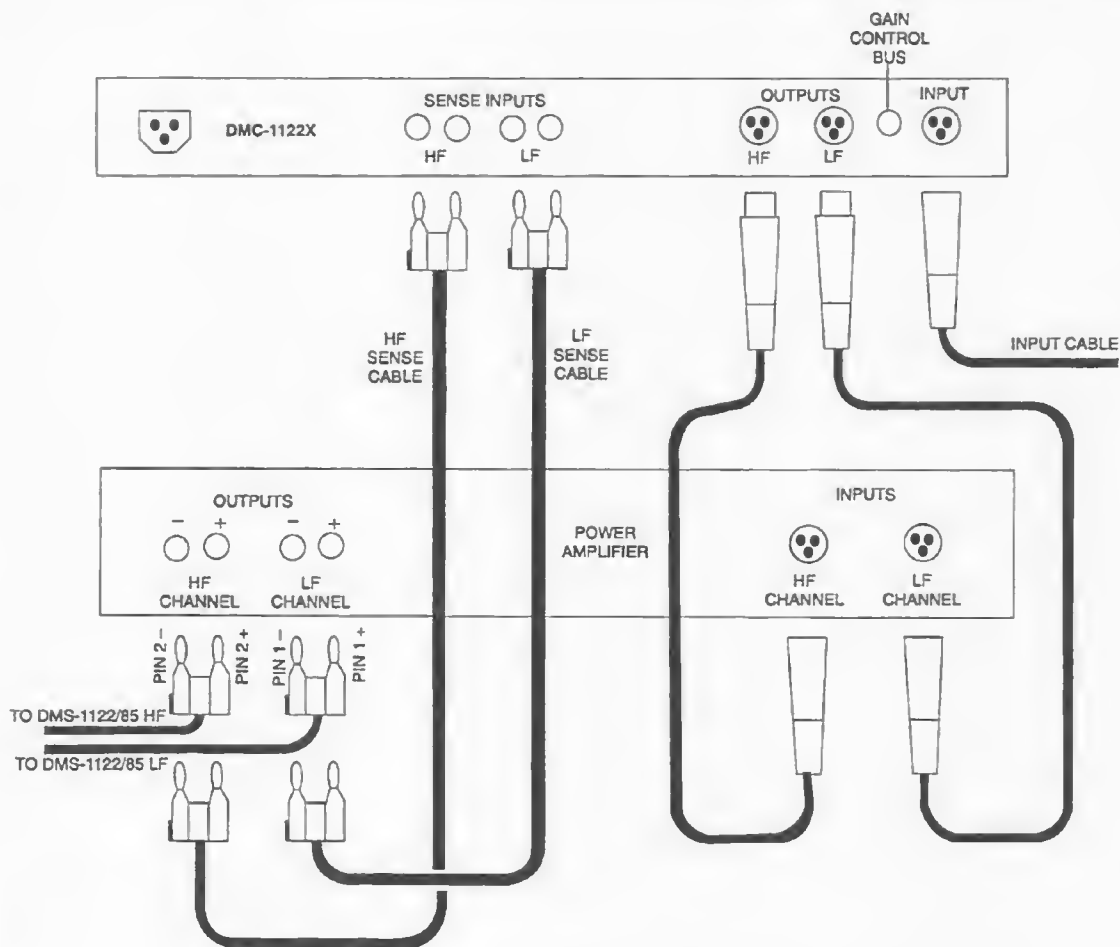 GAIN
CONTROL
BUS
SENSE INPUTS
OUTPUTS
INPUT
DMC-1122X
HF
LF
HF
LF
HF
SENSE
CABLE
LF
SENSE
CABLE
INPUT CABLE
OUTPUTS
INPUTS
− +
− +
POWER
AMPLIFIER
HF
CHANNEL
LF
CHANNEL
HF
CHANNEL
LF
CHANNEL
PIN 2 −
PIN 2 +
PIN 1 −
PIN 1 +
TO DMS-1122/85 HF
TO DMS-1122/85 LF